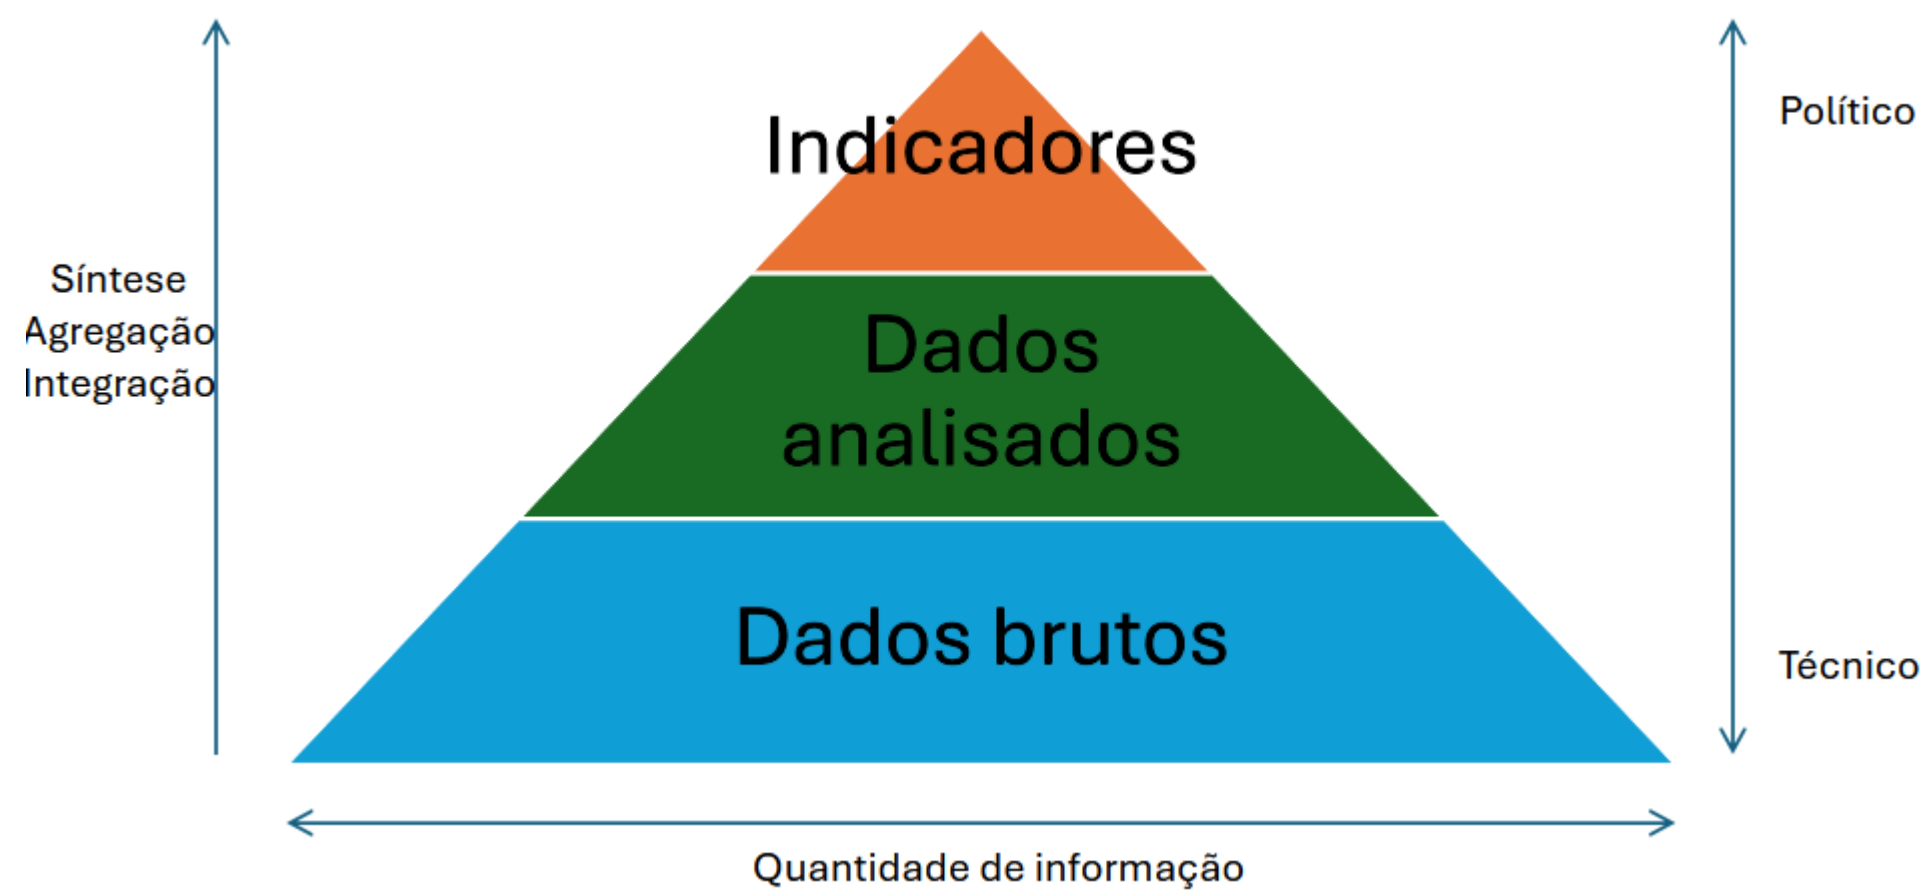 Político
Indicadores
Síntese
Agregação
Integração
Dados
analisados
Dados brutos
Técnico
Quantidade de informação